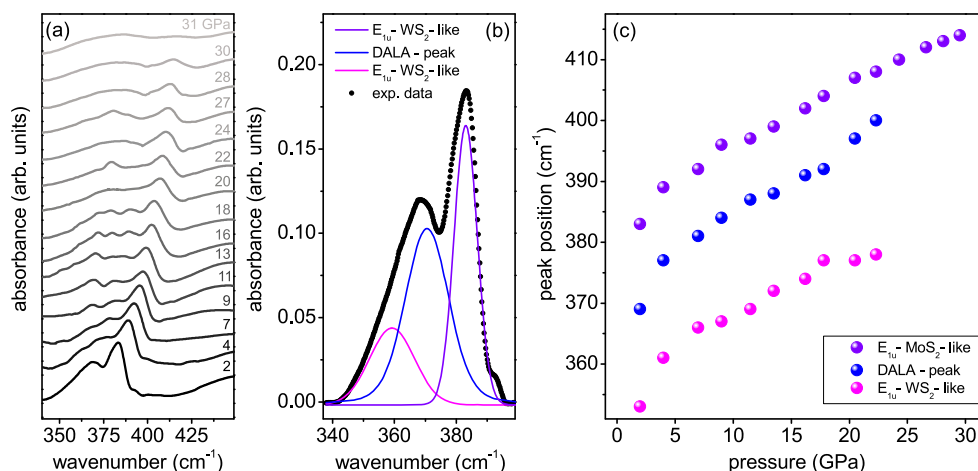 (a)
31 GPa
30
28
27
24
22
20
18
16
13
11
9
7
4
2
absorbance (arb. units)
350 375 400 425
wavenumber (cm-1)
(b)
E1u- WS2-like
DALA - peak
E1u- WS2-like
exp. data
0.20
0.15
0.10
0.05
0.00
absorbance (arb. units)
340 360 380
wavenumber (cm-1)
(c)
410
400
390
380
370
360
peak position (cm-1)
E1u- MoS2-like
DALA - peak
E1u- WS2-like
0 5 10 15 20 25 30
pressure (GPa)